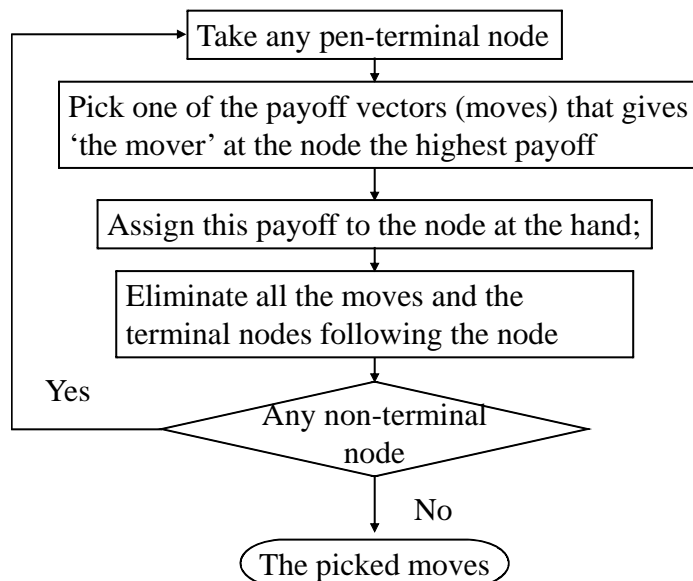 Take any pen-terminal node
Pick one of the payoff vectors (moves) that gives
‘the mover’ at the node the highest payoff
Assign this payoff to the node at the hand;
Eliminate all the moves and the
terminal nodes following the node
Yes
Any non-terminal
node
No
The picked moves